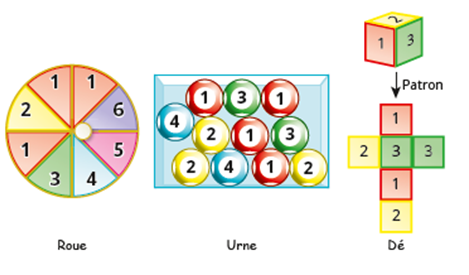 1 1
2 6
1 5
3 4
Roue
1 3 1
4 2 1 3
2 4 1 2
Urne
2
1 3
Patron
1
2 3 3
1
2
Dé